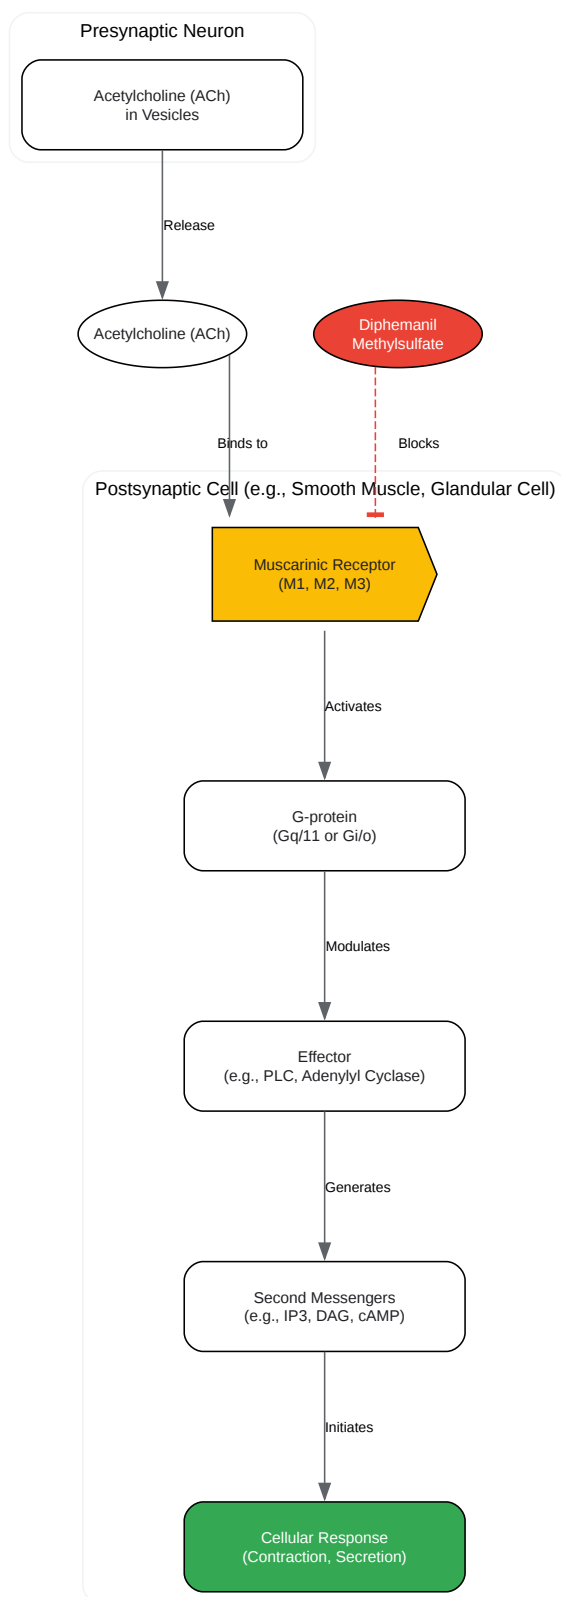 Presynaptic Neuron
Acetylcholine (ACh)
in Vesicles
Release
Acetylcholine (ACh)
Diphemanil
Methylsulfate
Binds to
Blocks
Postsynaptic Cell (e.g., Smooth Muscle, Glandular Cell)
Muscarinic Receptor
(M1, M2, M3)
Activates
G-protein
(Gq/11 or Gi/o)
Modulates
Effector
(e.g., PLC, Adenylyl Cyclase)
Generates
Second Messengers
(e.g., IP3, DAG, cAMP)
Initiates
Cellular Response
(Contraction, Secretion)